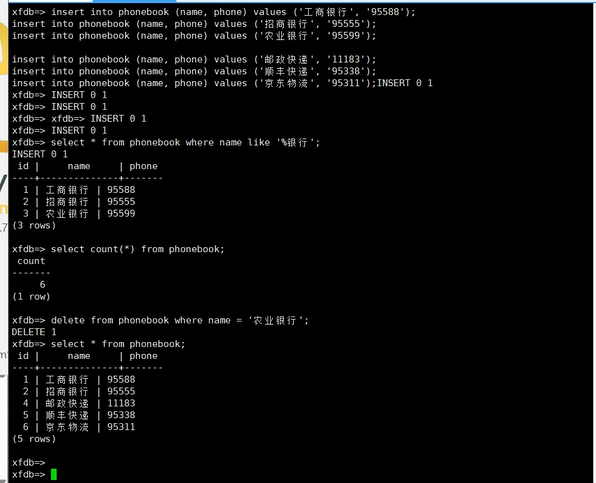 xfdb=> insert into phonebook (name, phone) values ('工商银行', '95588');
insert into phonebook (name, phone) values ('招商银行', '95555');
insert into phonebook (name, phone) values ('农业银行', '95599');
insert into phonebook (name, phone) values ('邮政快递', '11183');
insert into phonebook (name, phone) values ('顺丰快递', '95338');
insert into phonebook (name, phone) values ('京东物流', '95311');INSERT 0 1
xfdb=> INSERT 0 1
xfdb=> INSERT 0 1
xfdb=> xfdb=> INSERT 0 1
xfdb=> INSERT 0 1
xfdb=> select * from phonebook where name like '%银行';
INSERT 0 1
 id |     name     | phone
----+--------------+-------
  1 | 工商银行 | 95588
  2 | 招商银行 | 95555
  3 | 农业银行 | 95599
(3 rows)
xfdb=> select count(*) from phonebook;
 count
-------
     6
(1 row)
xfdb=> delete from phonebook where name = '农业银行';
DELETE 1
xfdb=> select * from phonebook;
 id |     name     | phone
----+--------------+-------
  1 | 工商银行 | 95588
  2 | 招商银行 | 95555
  4 | 邮政快递 | 11183
  5 | 顺丰快递 | 95338
  6 | 京东物流 | 95311
(5 rows)
xfdb=>
xfdb=>